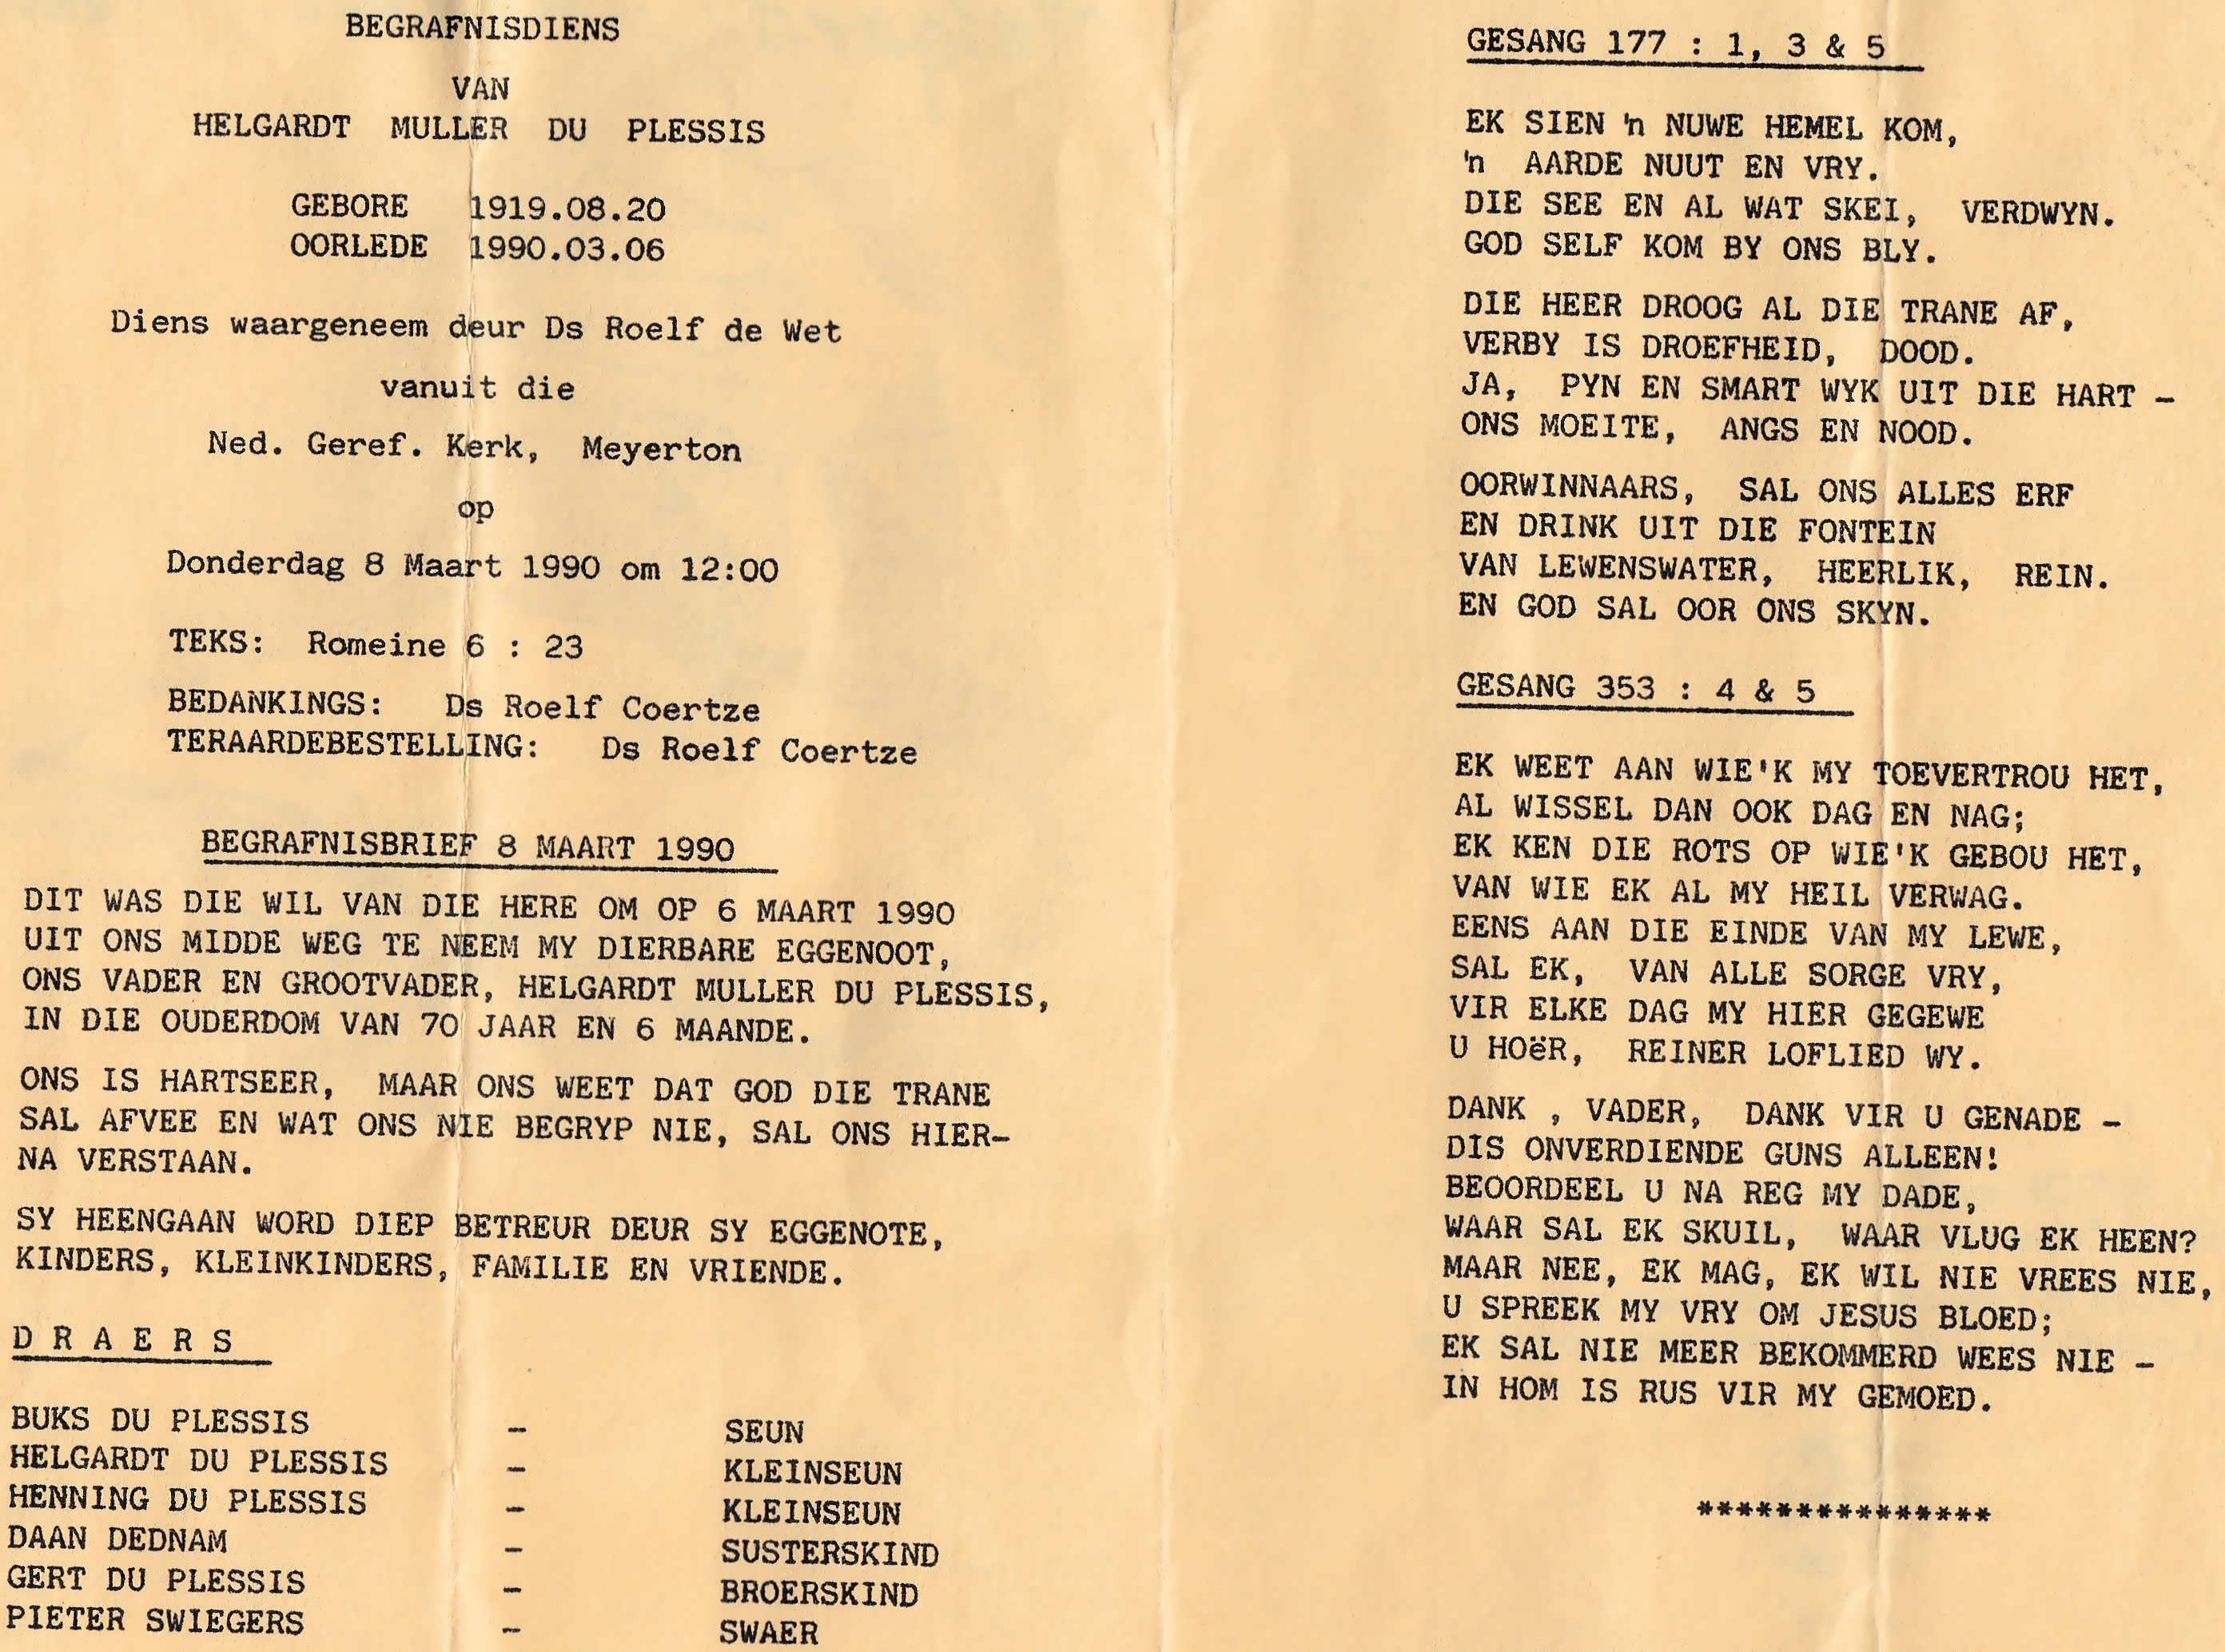 BEGRAFNISDIENS
VAN
HELGARDT MULLER DU PLESSIS
GEBORE 1919.08.20
OORLEDE 1990.03.06
Diens waargeneem deur Ds Roelf de Wet
vanuit die
Ned. Geref. Kerk, Meyerton
op
Donderdag 8 Maart 1990 om 12:00
TEKS: Romeine 6 : 23
BEDANKINGS: Ds Roelf Coertze
TERAARDEBESTELLING: Ds Roelf Coertze
BEGRAFNISBRIEF 8 MAART 1990
DIT WAS DIE WIL VAN DIE HERE OM OP 6 MAART 1990
UIT ONS MIDDE WEG TE NEEM MY DIERBARE EGGENOOT,
ONS VADER EN GROOTVADER, HELGARDT MULLER DU PLESSIS,
IN DIE OUDERDOM VAN 70 JAAR EN 6 MAANDE.
ONS IS HARTSEER, MAAR ONS WEET DAT GOD DIE TRANE
SAL AFVEE EN WAT ONS NIE BEGRYP NIE, SAL ONS HIER-
NA VERSTAAN.
SY HEENGAAN WORD DIEP BETREUR DEUR SY EGGENOTE,
KINDERS, KLEINKINDERS, FAMILIE EN VRIENDE.
D R A E R S
BUKS DU PLESSIS - SEUN
HELGARDT DU PLESSIS - KLEINSEUN
HENNING DU PLESSIS - KLEINSEUN
DAAN DEDNAM - SUSTERSKIND
GERT DU PLESSIS - BROERSKIND
PIETER SWIEGERS - SWAER
GESANG 177 : 1, 3 & 5
EK SIEN 'n NUWE HEMEL KOM,
'n AARDE NUUT EN VRY.
DIE SEE EN AL WAT SKEI, VERDWYN.
GOD SELF KOM BY ONS BLY.
DIE HEER DROOG AL DIE TRANE AF,
VERBY IS DROEFHEID, DOOD.
JA, PYN EN SMART WYK UIT DIE HART -
ONS MOEITE, ANGS EN NOOD.
OORWINNAARS, SAL ONS ALLES ERF
EN DRINK UIT DIE FONTEIN
VAN LEWENSWATER, HEERLIK, REIN.
EN GOD SAL OOR ONS SKYN.
GESANG 353 : 4 & 5
EK WEET AAN WIE'K MY TOEVERTROU HET,
AL WISSEL DAN OOK DAG EN NAG;
EK KEN DIE ROTS OP WIE'K GEBOU HET,
VAN WIE EK AL MY HEIL VERWAG.
EENS AAN DIE EINDE VAN MY LEWE,
SAL EK, VAN ALLE SORGE VRY,
VIR ELKE DAG MY HIER GEGEWE
U HOëR, REINER LOFLIED WY.
DANK , VADER, DANK VIR U GENADE -
DIS ONVERDIENDE GUNS ALLEEN!
BEOORDEEL U NA REG MY DADE,
WAAR SAL EK SKUIL, WAAR VLUG EK HEEN?
MAAR NEE, EK MAG, EK WIL NIE VREES NIE,
U SPREEK MY VRY OM JESUS BLOED;
EK SAL NIE MEER BEKOMMERD WEES NIE -
IN HOM IS RUS VIR MY GEMOED.
***************